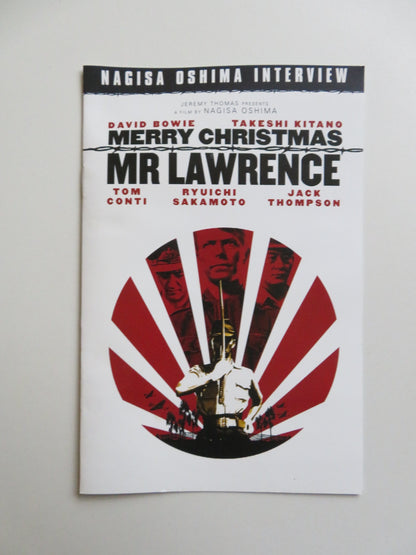 NAGISA OSHIMA INTERVIEW
JEREMY THOMAS PRESENTS
A FILM BY NAGISA OSHIMA
DAVID BOWIE TAKESHI KITANO
MERRY CHRISTMAS
MR LAWRENCE
TOM RYUICHI JACK
CONTI SAKAMOTO THOMPSON